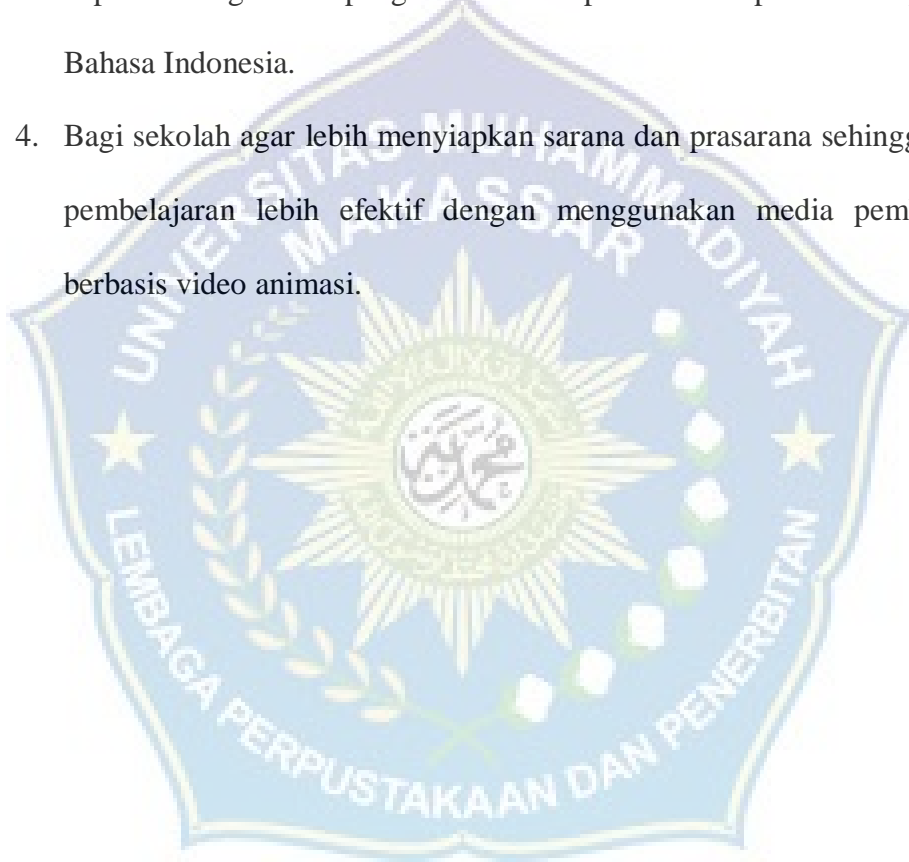 Bahasa Indonesia.
4. Bagi sekolah agar lebih menyiapkan sarana dan prasarana sehingg
pembelajaran lebih efektif dengan menggunakan media pem
berbasis video animasi.
UNIVERSITAS MUHAMMADIYAH
MAKASSAR
LEMBAGA PERPUSTAKAAN DAN PENERBITAN